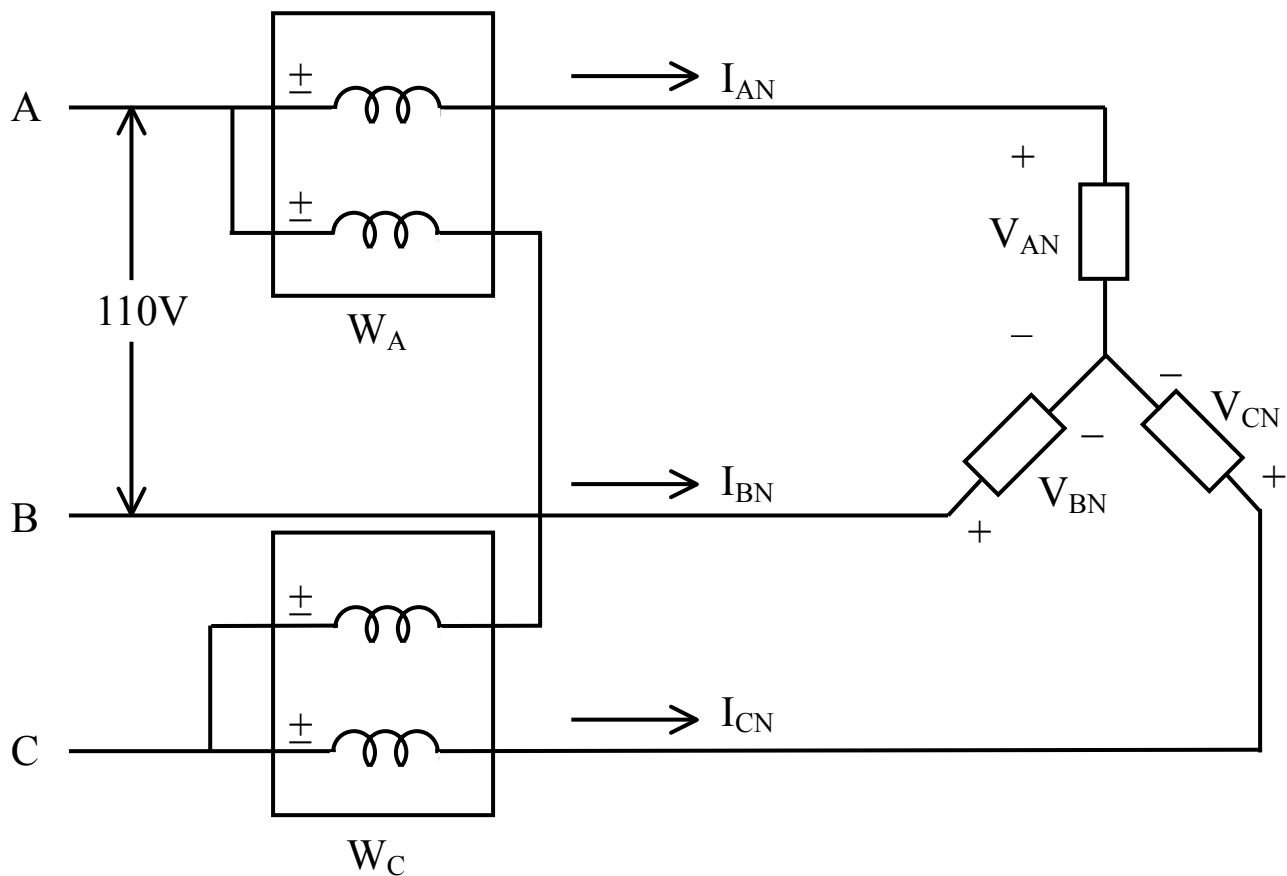 ±
I_AN
A
+
±
V_AN
110V
W_A
−
−
V_CN
I_BN
−
+
V_BN
B
+
±
I_CN
±
C
W_C